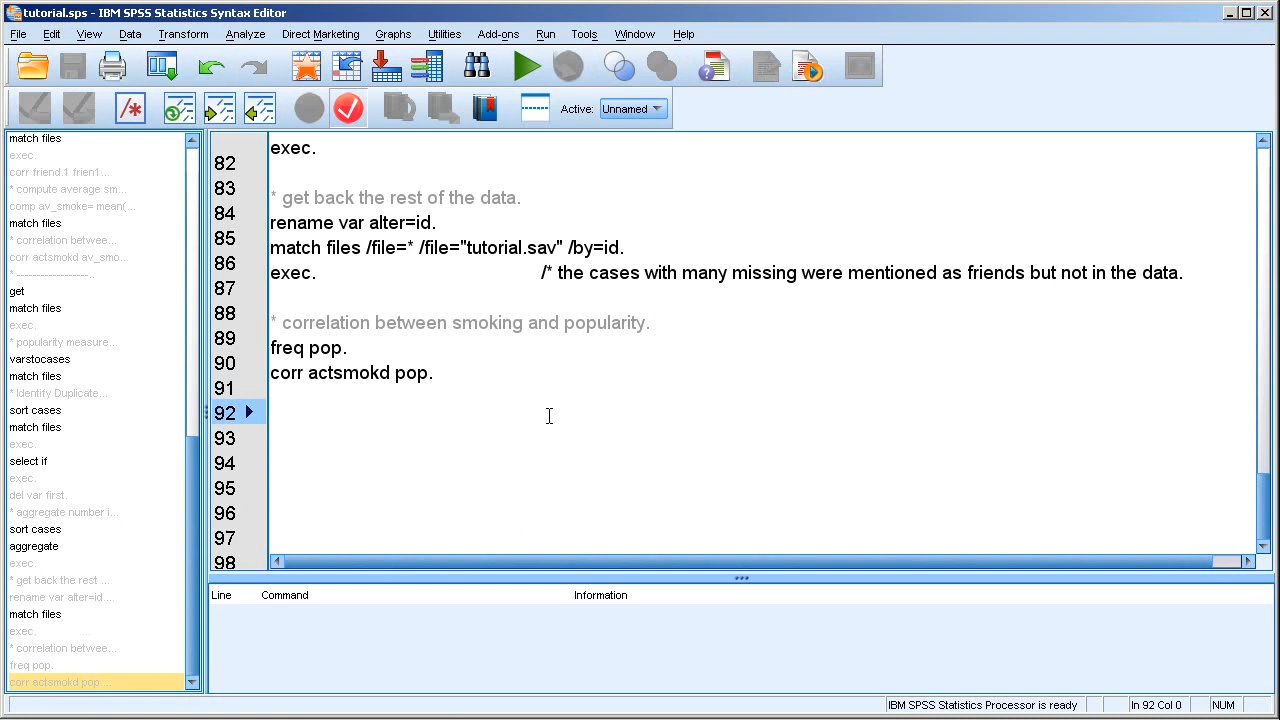 tutorial.sps - IBM SPSS Statistics Syntax Editor
File Edit View Data Transform Analyze Direct Marketing Graphs Utilities Add-ons Run Tools Window Help
/* Active: Unnamed
match files
exec.
corr friend.1 frien1...
* compute average sm...
comp av_smoke= mean(...
match files
* correlation betwee...
corr actsmokd av_smo...
* ------------------..
get
match files
exec.
* popularity measure...
varstocases
match files
* Identify Duplicate...
sort cases
match files
exec.
select if
exec.
del var first.
* aggregate number i...
sort cases
aggregate
exec.
* get back the rest ...
rename var alter=id....
match files
exec. ...
* correlation betwee...
freq pop.
corr actsmokd pop....
exec.
82
83 * get back the rest of the data.
84 rename var alter=id.
85 match files /file=* /file="tutorial.sav" /by=id.
86 exec. /* the cases with many missing were mentioned as friends but not in the data.
87
88 * correlation between smoking and popularity.
89 freq pop.
90 corr actsmokd pop.
91
92
93
94
95
96
97
98
Line Command Information
IBM SPSS Statistics Processor is ready In 92 Col 0 NUM